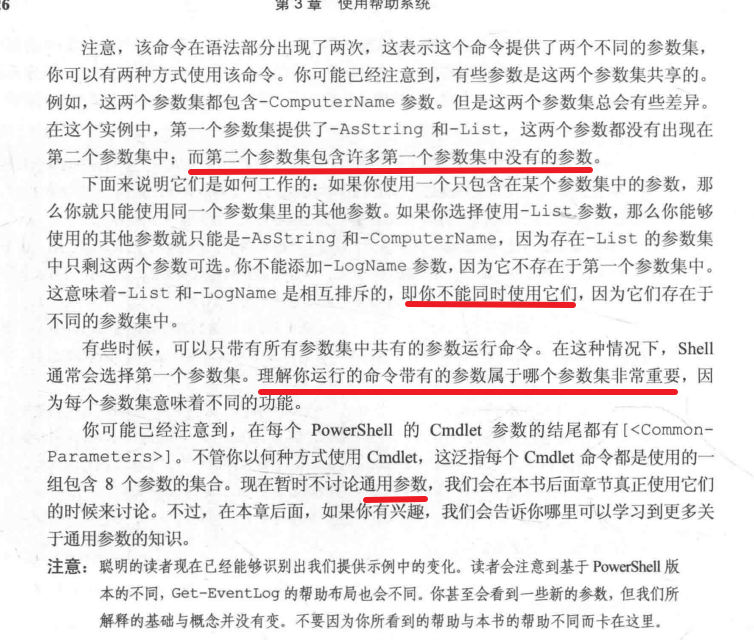 26
第 3 章 使用帮助系统
注意，该命令在语法部分出现了两次，这表示这个命令提供了两个不同的参数集，
你可以有两种方式使用该命令。你可能已经注意到，有些参数是这两个参数集共享的。
例如，这两个参数集都包含-ComputerName 参数。但是这两个参数集总会有些差异。
在这个实例中，第一个参数集提供了-AsString 和-List，这两个参数都没有出现在
第二个参数集中；而第二个参数集包含许多第一个参数集中没有的参数。
下面来说明它们是如何工作的：如果你使用一个只包含在某个参数集中的参数，那
么你就只能使用同一个参数集里的其他参数。如果你选择使用-List 参数，那么你能够
使用的其他参数就只能是-AsString 和-ComputerName，因为存在-List 的参数集
中只剩这两个参数可选。你不能添加-LogName 参数，因为它不存在于第一个参数集中。
这意味着-List 和-LogName 是相互排斥的，即你不能同时使用它们，因为它们存在于
不同的参数集中。
有些时候，可以只带有所有参数集中共有的参数运行命令。在这种情况下，Shell
通常会选择第一个参数集。理解你运行的命令带有的参数属于哪个参数集非常重要，因
为每个参数集意味着不同的功能。
你可能已经注意到，在每个 PowerShell 的 Cmdlet 参数的结尾都有[<Common-
Parameters>]。不管你以何种方式使用 Cmdlet，这泛指每个 Cmdlet 命令都是使用的一
组包含 8 个参数的集合。现在暂时不讨论通用参数，我们会在本书后面章节真正使用它们
的时候来讨论。不过，在本章后面，如果你有兴趣，我们会告诉你哪里可以学习到更多关
于通用参数的知识。
注意：聪明的读者现在已经能够识别出我们提供示例中的变化。读者会注意到基于 PowerShell 版
本的不同，Get-EventLog 的帮助布局也会不同。你甚至会看到一些新的参数，但我们所
解释的基础与概念并没有变。不要因为你所看到的帮助与本书的帮助不同而卡在这里。